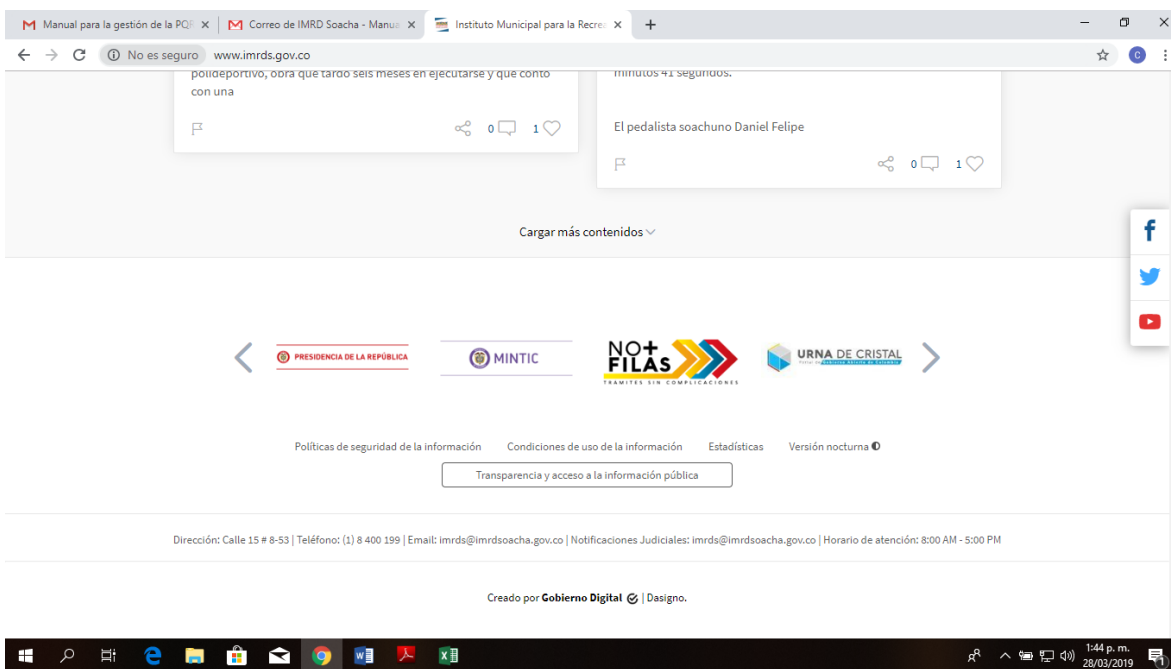 Manual para la gestión de la PQR
Correo de IMRD Soacha - Manua
Instituto Municipal para la Recrea
No es seguro
www.imrds.gov.co
C
polideportivo, obra que tardó seis meses en ejecutarse y que contó
con una
0 1
minutos 41 segundos.
El pedalista soachuno Daniel Felipe
0 1
Cargar más contenidos
PRESIDENCIA DE LA REPÚBLICA
MINTIC
NO+
FILAS
TRAMITES SIN COMPLICACIONES
URNA DE CRISTAL
Políticas de seguridad de la información Condiciones de uso de la información Estadísticas Versión nocturna
Transparencia y acceso a la información pública
Dirección: Calle 15 # 8-53 | Teléfono: (1) 8 400 199 | Email: imrds@imrdsoacha.gov.co | Notificaciones Judiciales: imrds@imrdsoacha.gov.co | Horario de atención: 8:00 AM - 5:00 PM
Creado por Gobierno Digital | Dasigno.
1:44 p. m.
28/03/2019